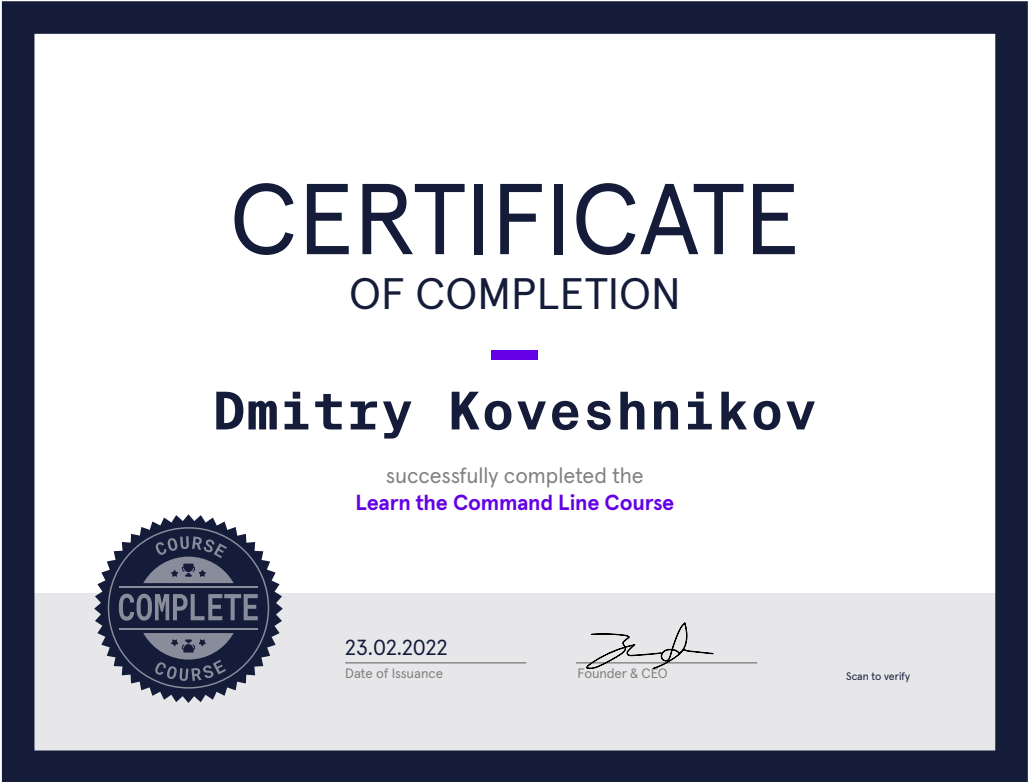 CERTIFICATE
OF COMPLETION
Dmitry Koveshnikov
successfully completed the
Learn the Command Line Course
COURSE
COMPLETE
COURSE
23.02.2022
Date of Issuance
Founder & CEO
Scan to verify